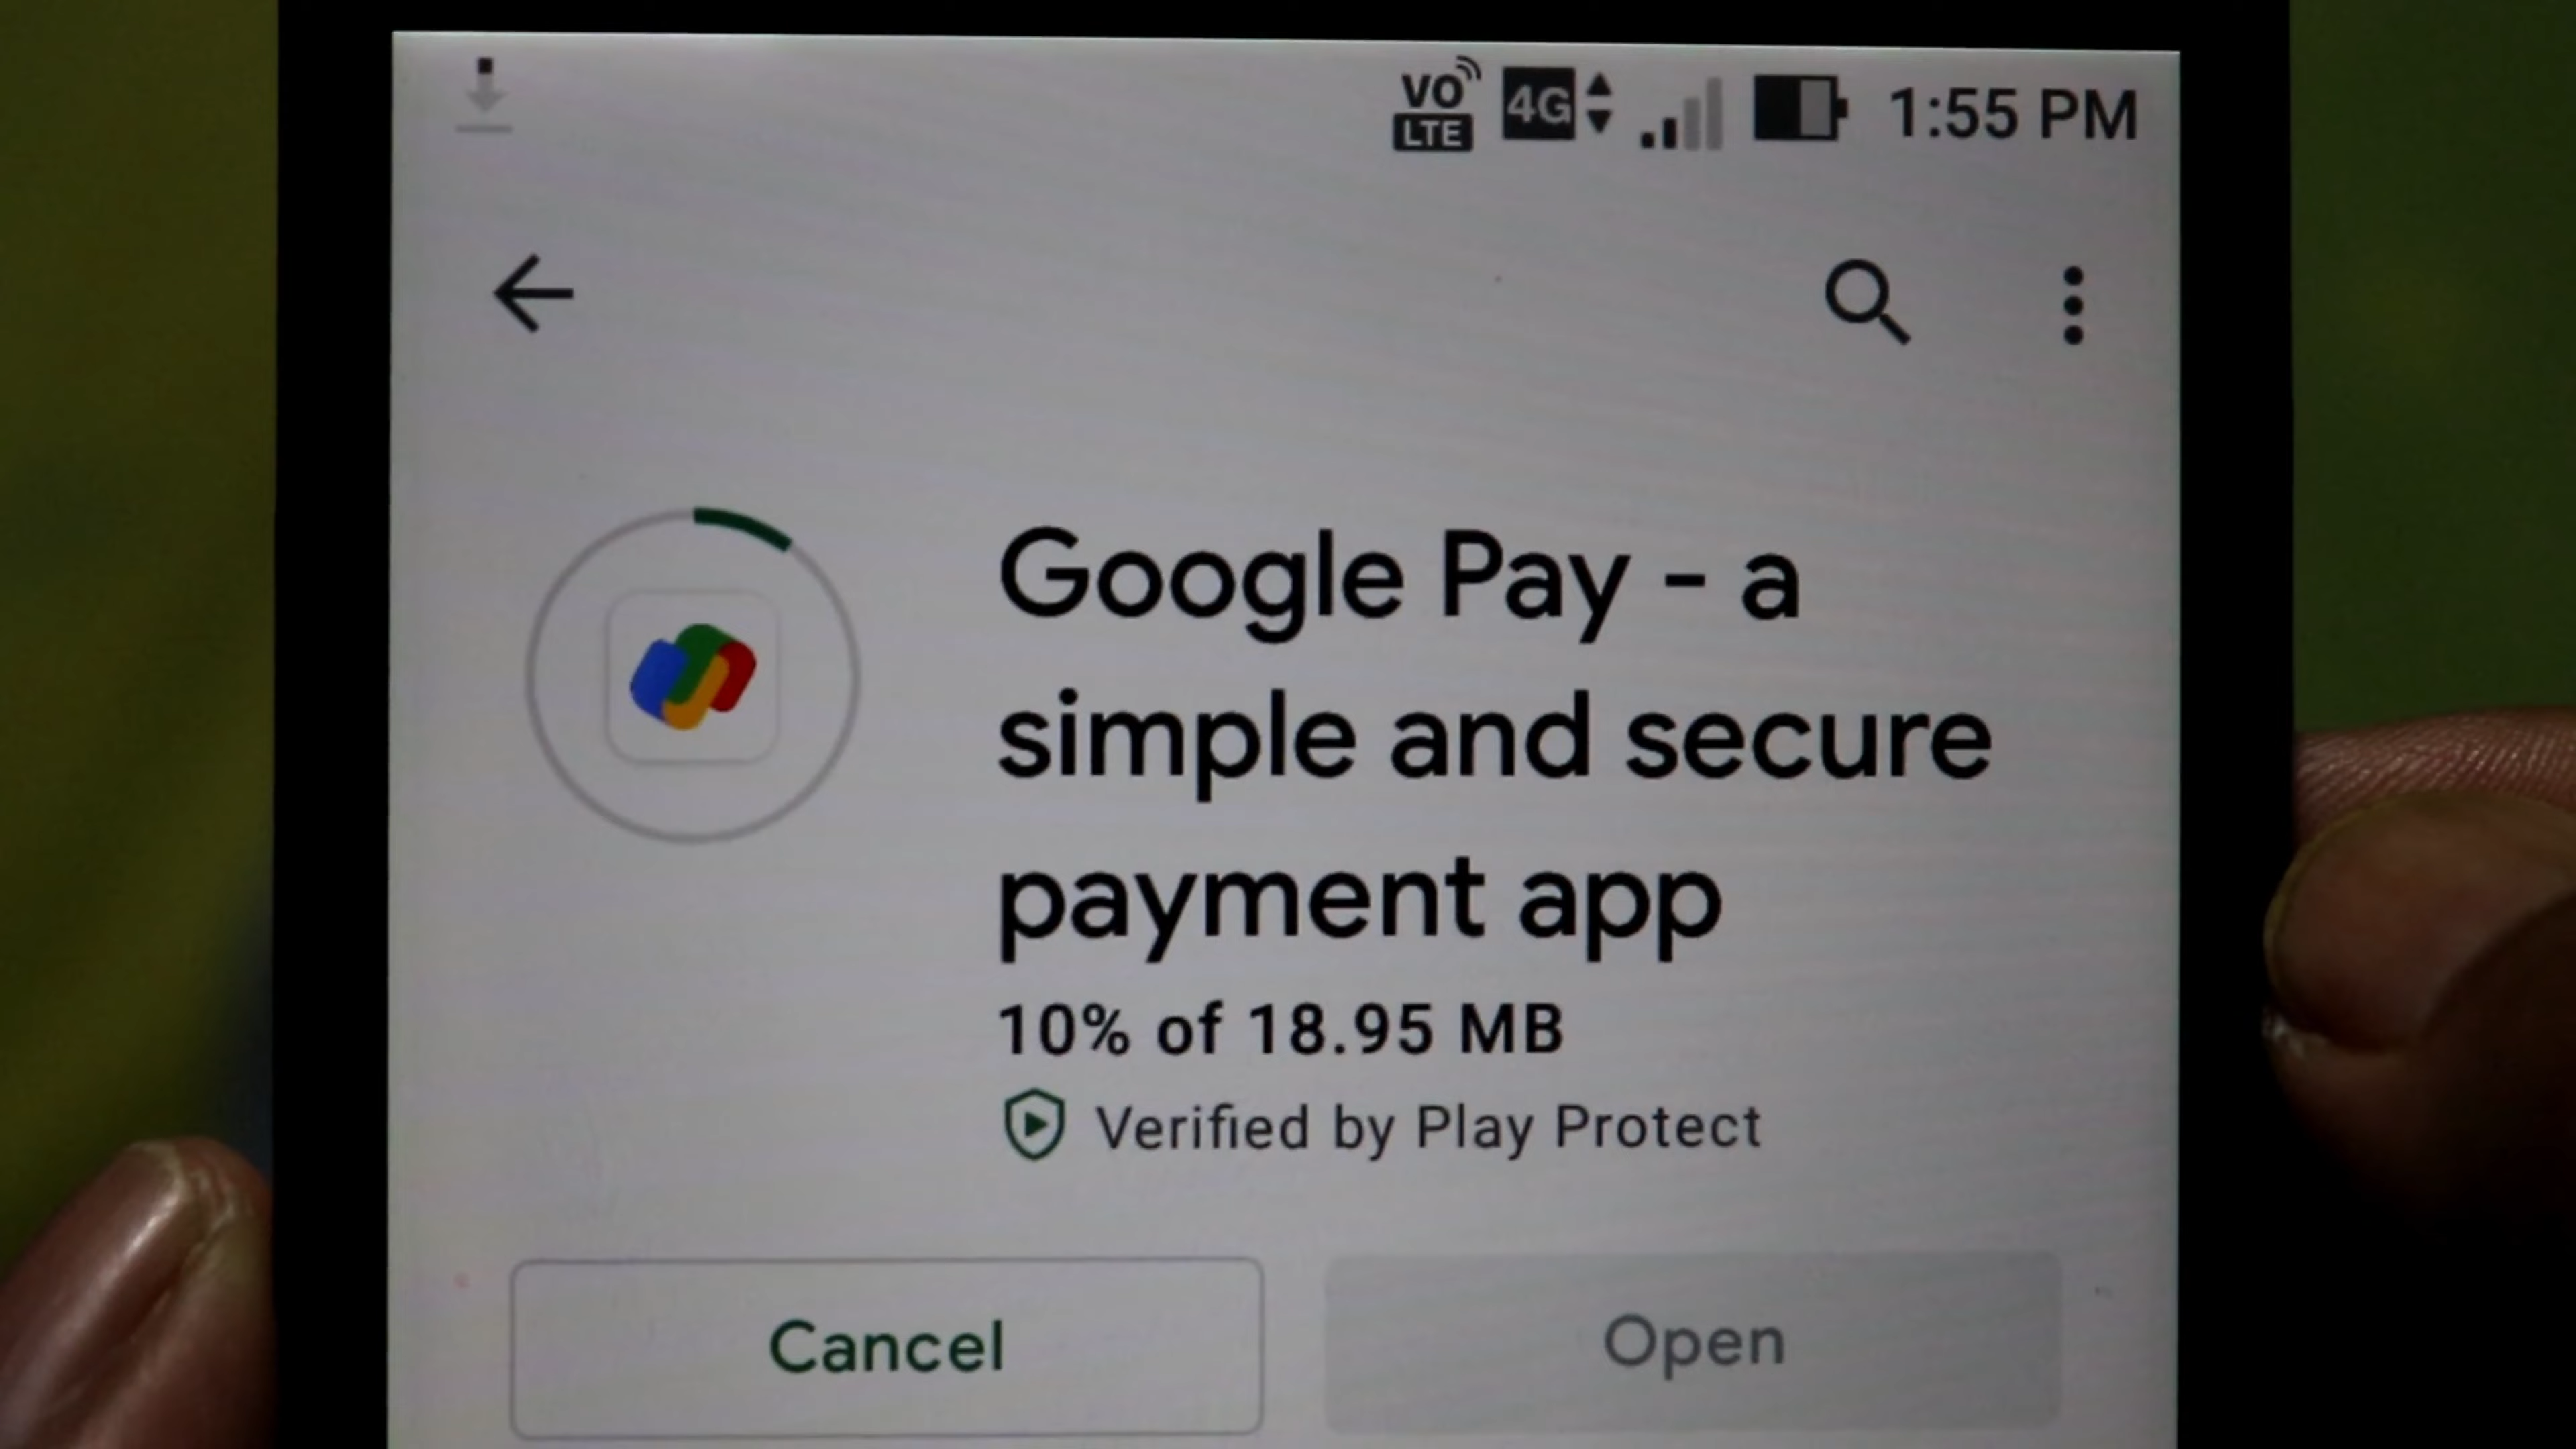 VO LTE 4G 1:55 PM
Google Pay - a
simple and secure
payment app
10% of 18.95 MB
Verified by Play Protect
Cancel Open